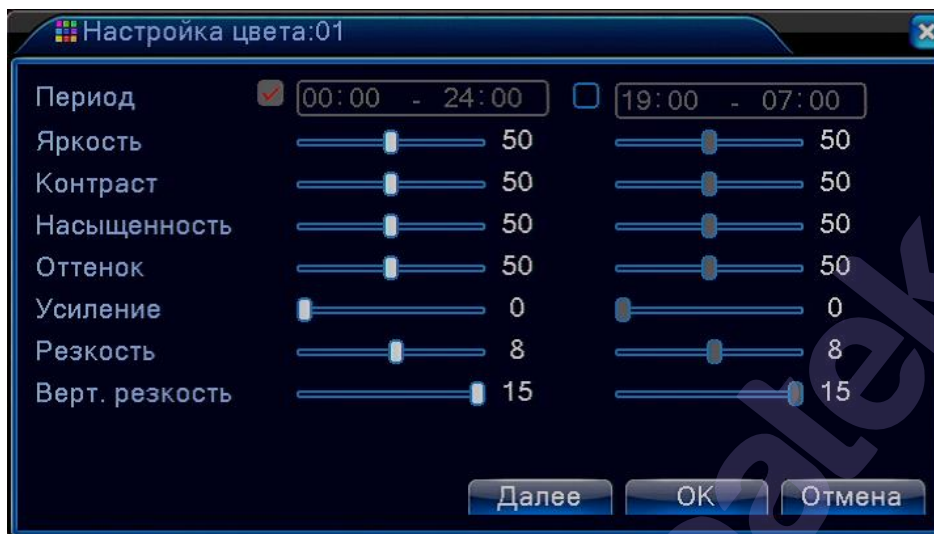 Настройка цвета:01
Период 00:00 - 24:00 19:00 - 07:00
Яркость 50 50
Контраст 50 50
Насыщенность 50 50
Оттенок 50 50
Усиление 0 0
Резкость 8 8
Верт. резкость 15 15
Далее OK Отмена